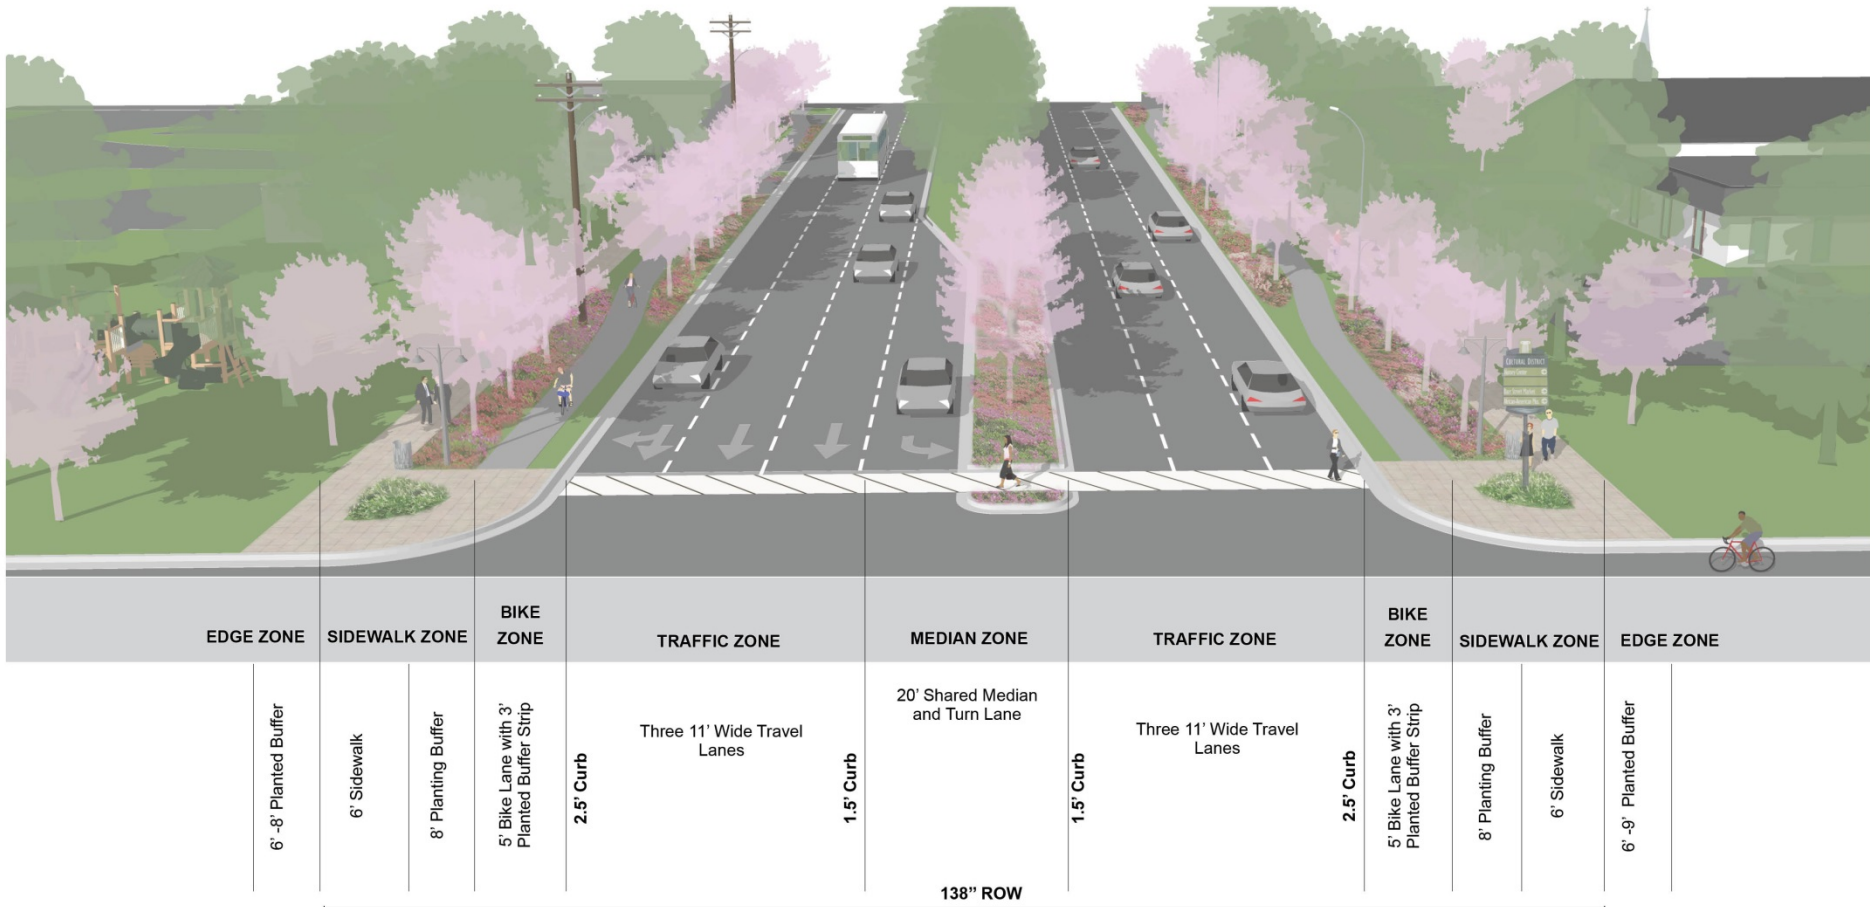 CULTURAL DISTRICT
EDGE ZONE
SIDEWALK ZONE
BIKE
ZONE
TRAFFIC ZONE
MEDIAN ZONE
TRAFFIC ZONE
BIKE
ZONE
SIDEWALK ZONE
EDGE ZONE
6’ -8’ Planted Buffer
6’ Sidewalk
8’ Planting Buffer
5’ Bike Lane with 3’
Planted Buffer Strip
2.5’ Curb
Three 11’ Wide Travel
Lanes
1.5’ Curb
20’ Shared Median
and Turn Lane
1.5’ Curb
Three 11’ Wide Travel
Lanes
2.5’ Curb
5’ Bike Lane with 3’
Planted Buffer Strip
8’ Planting Buffer
6’ Sidewalk
6’ -9’ Planted Buffer
138” ROW